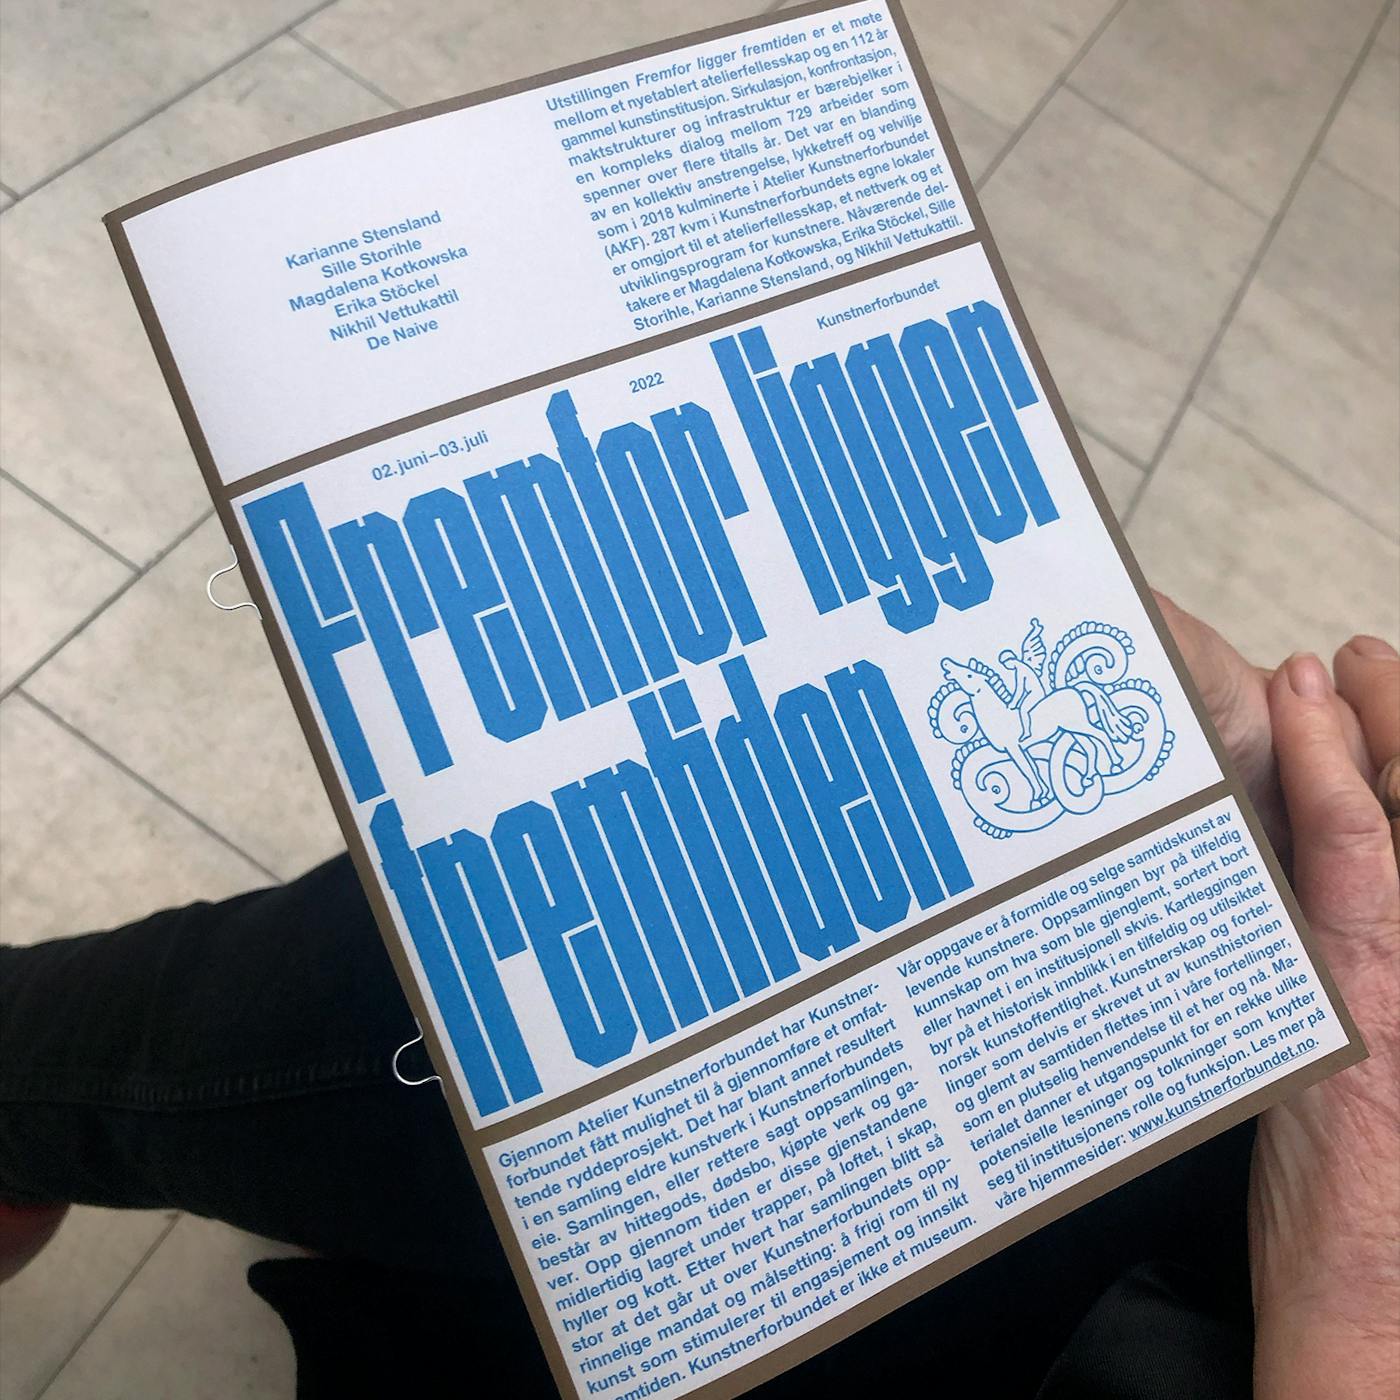 Karianne Stensland
Sille Storihle
Magdalena Kotkowska
Erika Stöckel
Nikhil Vettukattil
De Naive
Utstillingen Fremfor ligger fremtiden er et møte
mellom et nyetablert atelierfellesskap og en 112 år
gammel kunstinstitusjon. Sirkulasjon, konfrontasjon,
maktstrukturer og infrastruktur er bærebjelker i
en kompleks dialog mellom 729 arbeider som
spenner over flere titalls år. Det var en blanding
av en kollektiv anstrengelse, lykketreff og velvilje
som i 2018 kulminerte i Atelier Kunstnerforbundet
(AKF). 287 kvm i Kunstnerforbundets egne lokaler
er omgjort til et atelierfellesskap, et nettverk og et
utviklingsprogram for kunstnere. Nåværende del-
takere er Magdalena Kotkowska, Erika Stöckel, Sille
Storihle, Karianne Stensland, og Nikhil Vettukattil.
02. juni–03. juli
2022
Kunstnerforbundet
Fremfor ligger
fremtiden
Gjennom Atelier Kunstnerforbundet har Kunstner-
forbundet fått mulighet til å gjennomføre et omfat-
tende ryddeprosjekt. Det har blant annet resultert
i en samling eldre kunstverk i Kunstnerforbundets
eie. Samlingen, eller rettere sagt oppsamlingen,
består av hittegods, dødsbo, kjøpte verk og ga-
ver. Opp gjennom tiden er disse gjenstandene
midlertidig lagret under trapper, på loftet, i skap,
hyller og kott. Etter hvert har samlingen blitt så
stor at det går ut over Kunstnerforbundets opp-
rinnelige mandat og målsetting: å frigi rom til ny
kunst som stimulerer til engasjement og innsikt
emtiden. Kunstnerforbundet er ikke et museum.
Vår oppgave er å formidle og selge samtidskunst av
levende kunstnere. Oppsamlingen byr på tilfeldig
kunnskap om hva som ble gjenglemt, sortert bort
eller havnet i en institusjonell skvis. Kartleggingen
byr på et historisk innblikk i en tilfeldig og utilsiktet
norsk kunstoffentlighet. Kunstnerskap og fortel-
linger som delvis er skrevet ut av kunsthistorien
og glemt av samtiden flettes inn i våre fortellinger,
som en plutselig henvendelse til et her og nå. Ma-
terialet danner et utgangspunkt for en rekke ulike
potensielle lesninger og tolkninger som knytter
seg til institusjonens rolle og funksjon. Les mer på
våre hjemmesider: www.kunstnerforbundet.no.